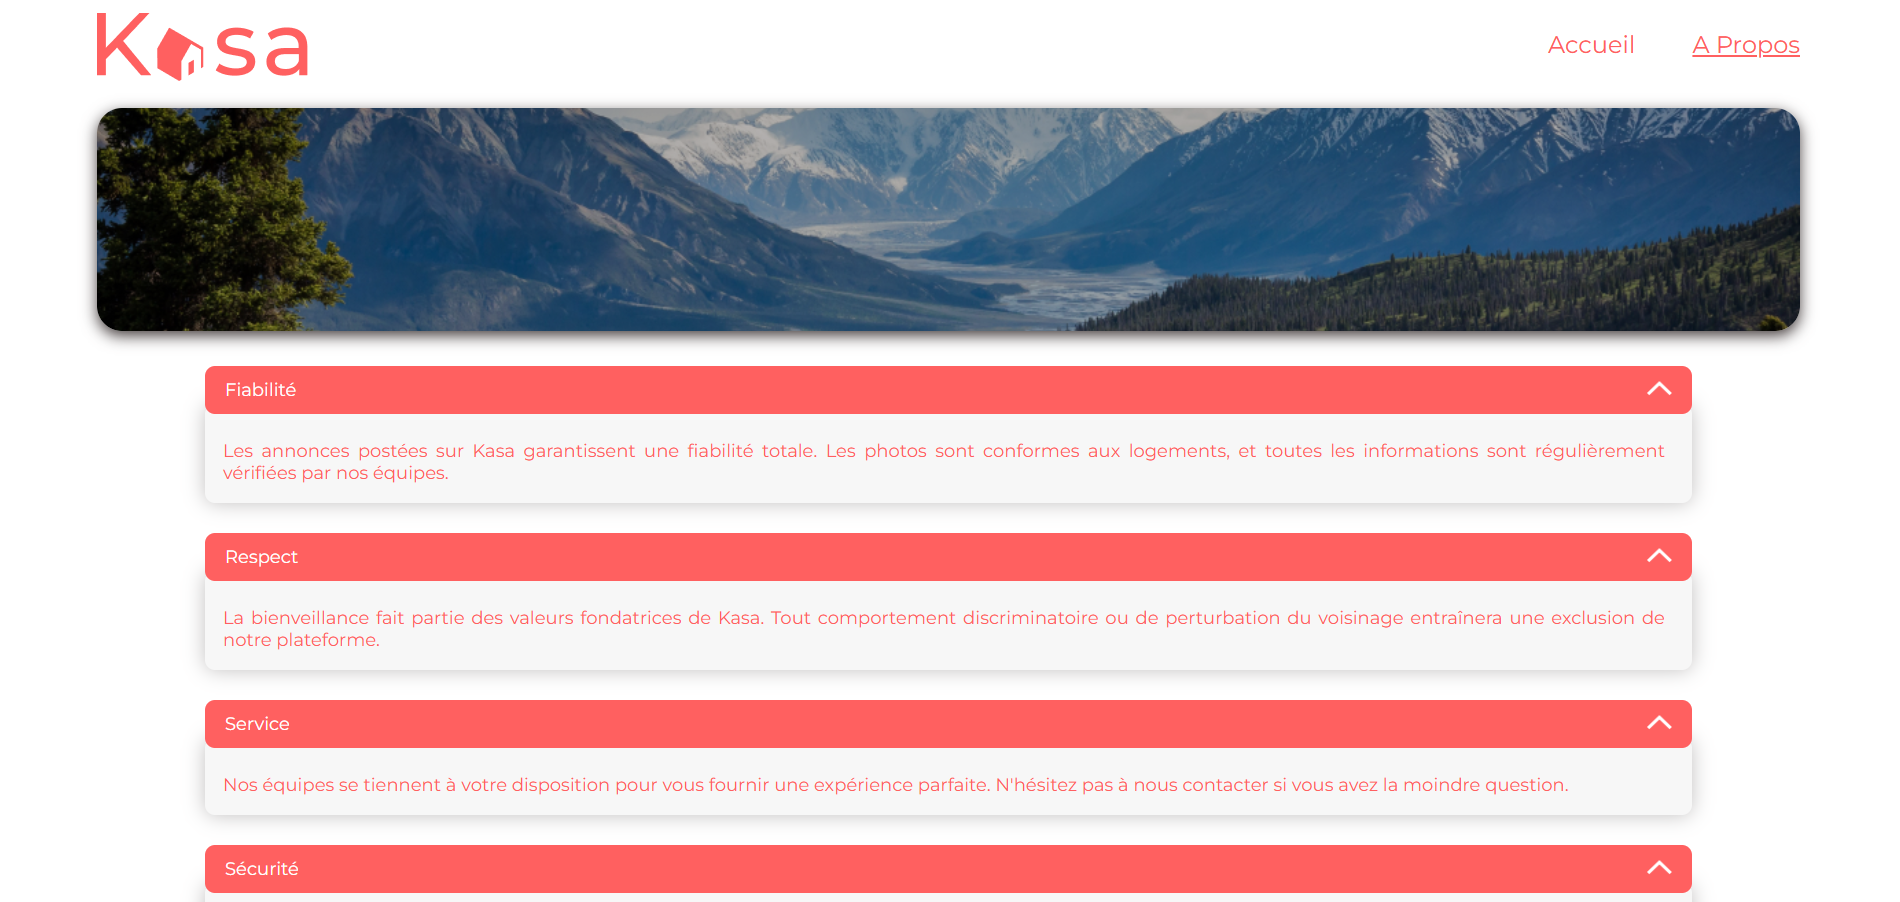 Kasa
Accueil
A Propos
Fiabilité
Les annonces postées sur Kasa garantissent une fiabilité totale. Les photos sont conformes aux logements, et toutes les informations sont régulièrement
vérifiées par nos équipes.
Respect
La bienveillance fait partie des valeurs fondatrices de Kasa. Tout comportement discriminatoire ou de perturbation du voisinage entraînera une exclusion de
notre plateforme.
Service
Nos équipes se tiennent à votre disposition pour vous fournir une expérience parfaite. N'hésitez pas à nous contacter si vous avez la moindre question.
Sécurité